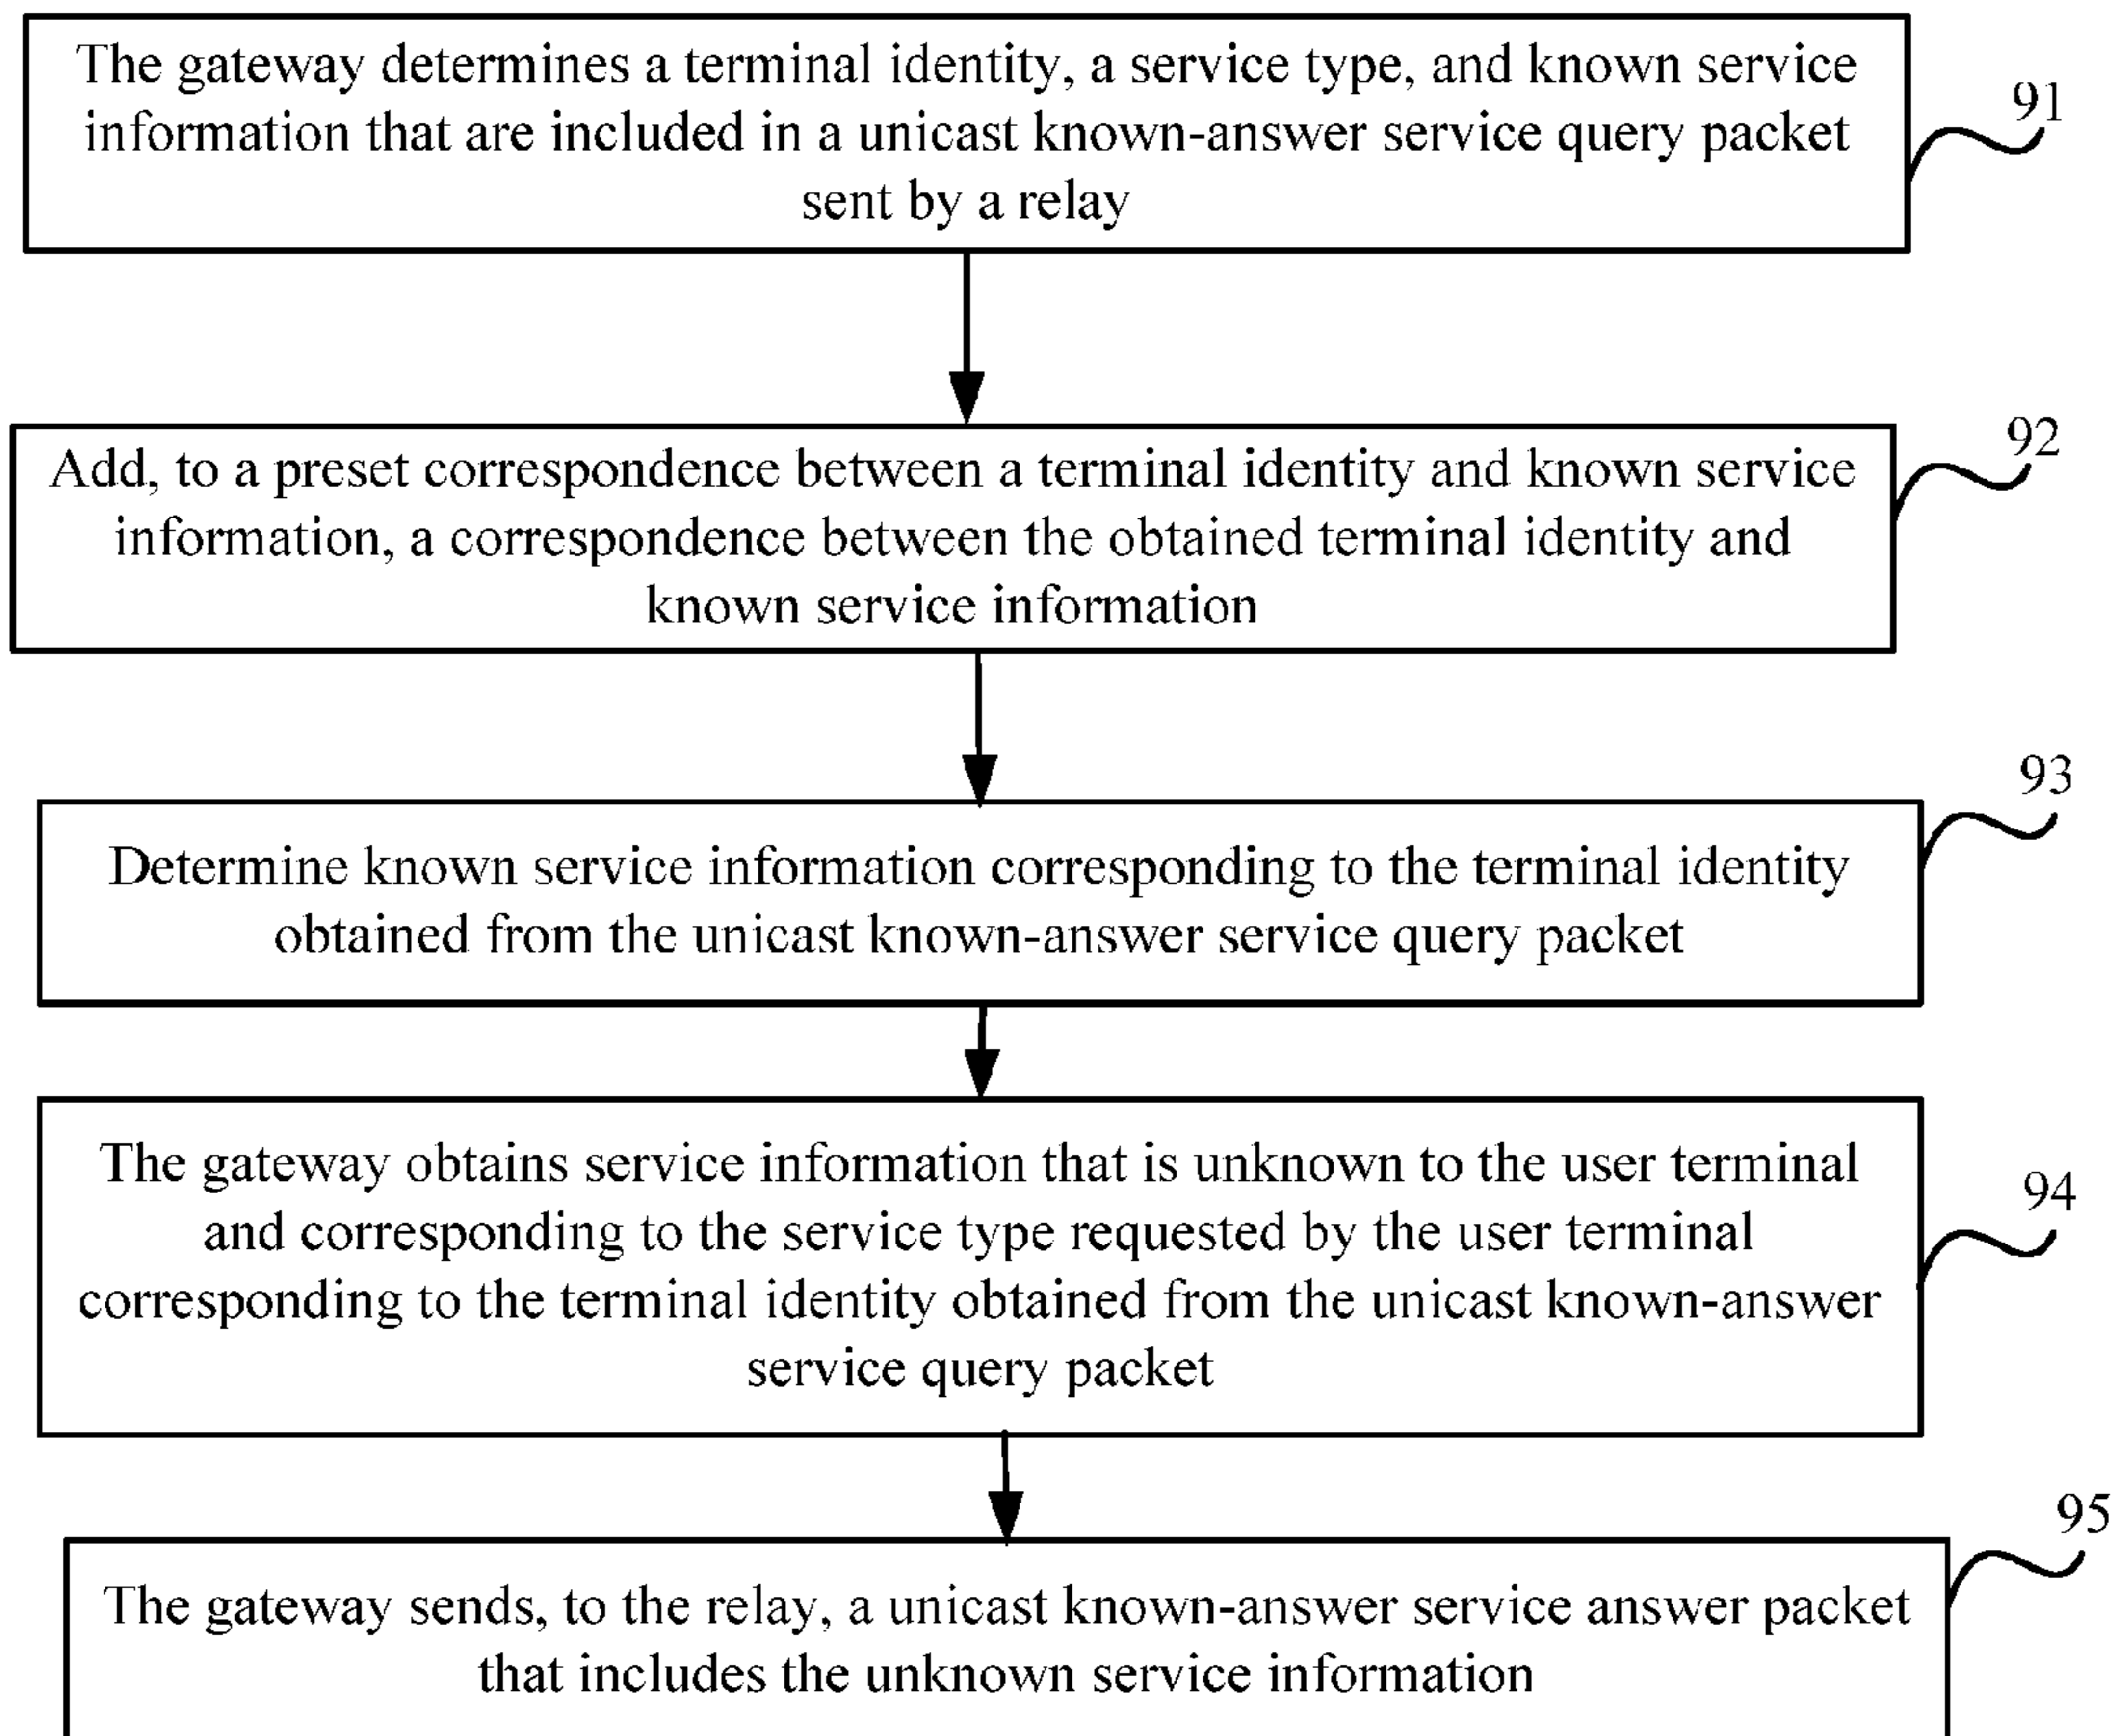 The gateway determines a terminal identity, a service type, and known service
information that are included in a unicast known-answer service query packet
sent by a relay
91
Add, to a preset correspondence between a terminal identity and known service
information, a correspondence between the obtained terminal identity and
known service information
92
Determine known service information corresponding to the terminal identity
obtained from the unicast known-answer service query packet
93
The gateway obtains service information that is unknown to the user terminal
and corresponding to the service type requested by the user terminal
corresponding to the terminal identity obtained from the unicast known-answer
service query packet
94
The gateway sends, to the relay, a unicast known-answer service answer packet
that includes the unknown service information
95